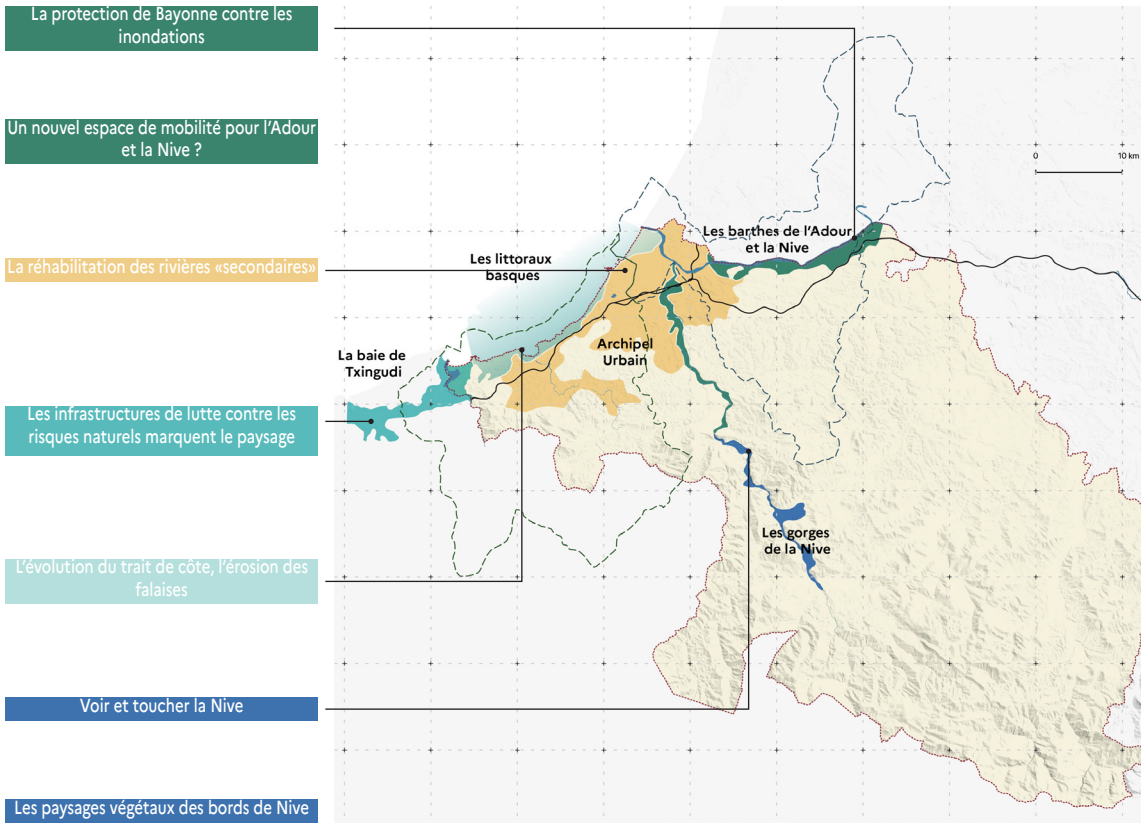 La protection de Bayonne contre les
inondations
Un nouvel espace de mobilité pour l'Adour
et la Nive ?
La réhabilitation des rivières «secondaires»
Les infrastructures de lutte contre les
risques naturels marquent le paysage
L'évolution du trait de côte, l'érosion des
falaises
Voir et toucher la Nive
Les paysages végétaux des bords de Nive
0 10 km
Les barthes de l'Adour
et la Nive
Les littoraux
basques
Archipel
Urbain
La baie de
Txingudi
Les gorges
de la Nive